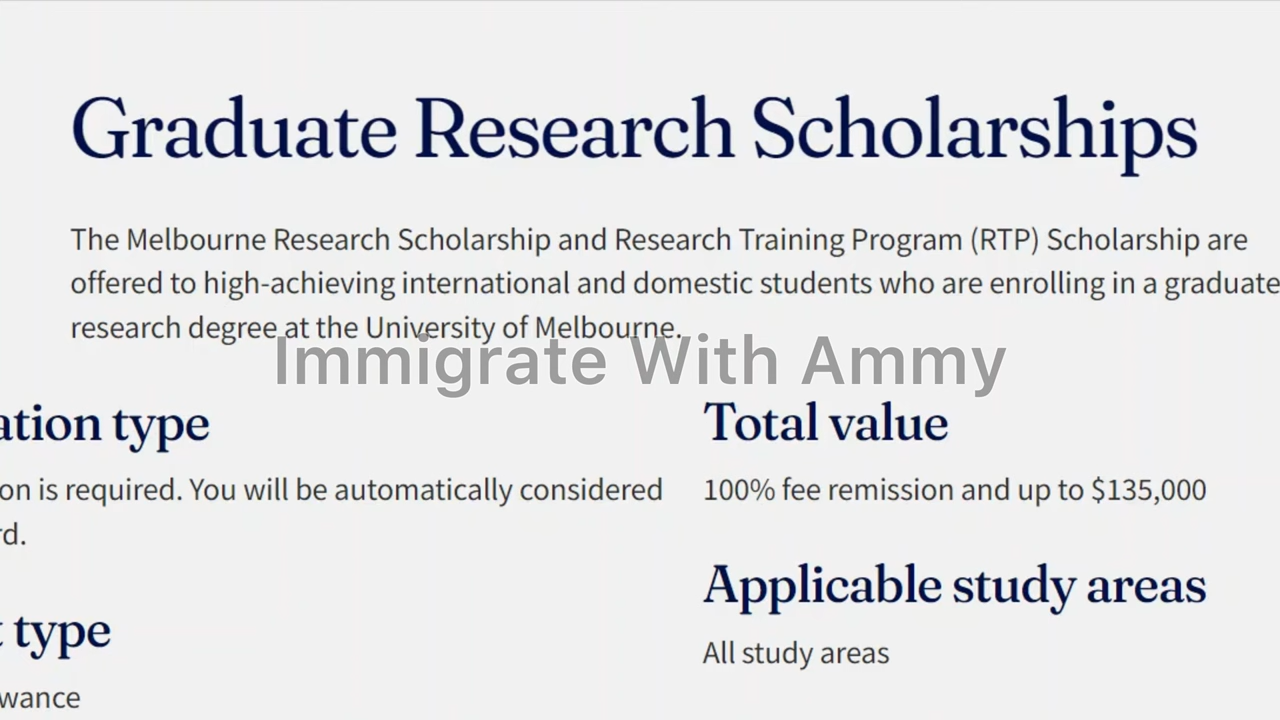 Graduate Research Scholarships
The Melbourne Research Scholarship and Research Training Program (RTP) Scholarship are
offered to high-achieving international and domestic students who are enrolling in a graduate
research degree at the University of Melbourne.
Immigrate With Ammy
ation type
on is required. You will be automatically considered
rd.
t type
wance
Total value
100% fee remission and up to $135,000
Applicable study areas
All study areas